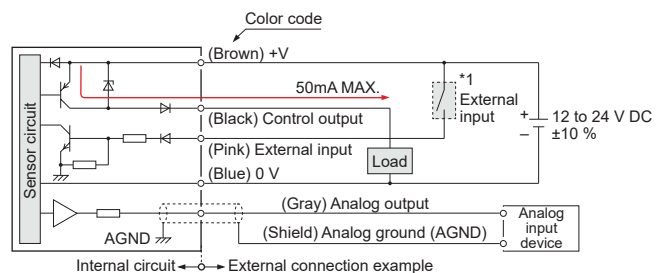 Color code
(Brown) +V
50mA MAX.
*1
External
input
(Black) Control output
+
12 to 24 V DC
–
±10 %
(Pink) External input
Load
(Blue) 0 V
Sensor circuit
(Gray) Analog output
Analog
input
device
AGND
(Shield) Analog ground (AGND)
Internal circuit
External connection example